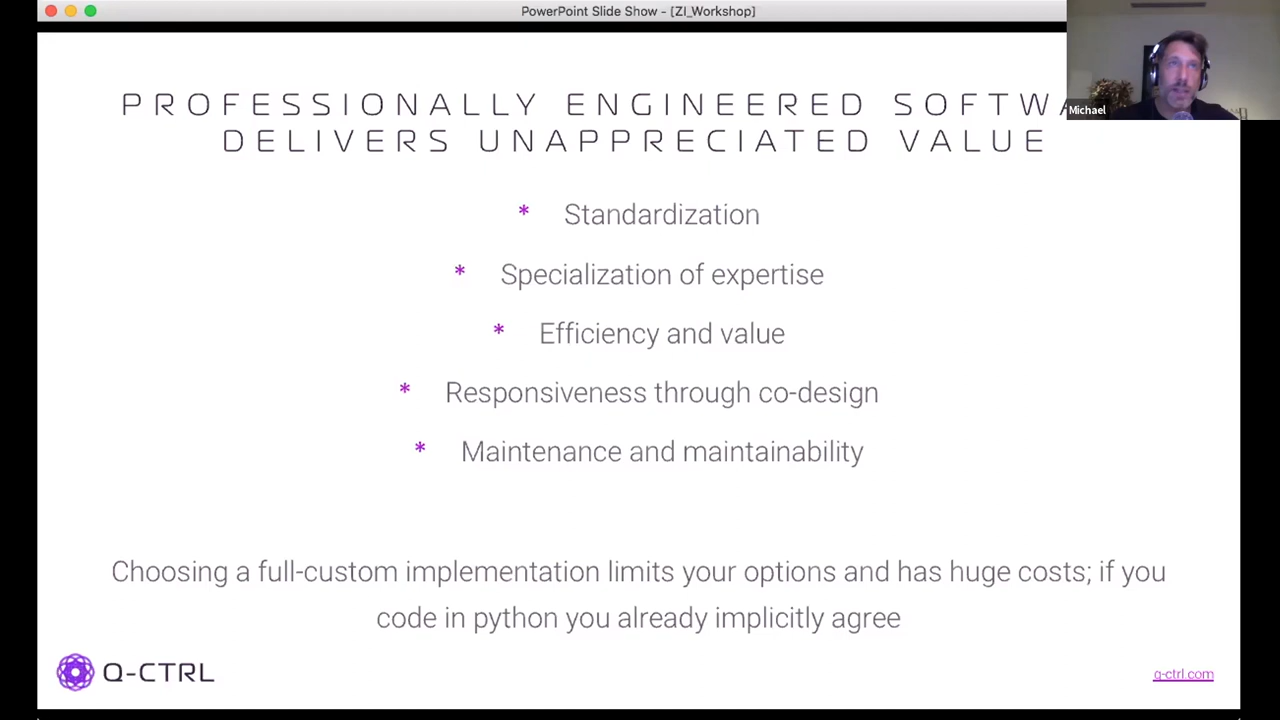 PowerPoint Slide Show - [ZI_Workshop]
Michael
PROFESSIONALLY ENGINEERED
DELIVERS UNAPPRECIATED VALUE
* Standardization
* Specialization of expertise
* Efficiency and value
* Responsiveness through co-design
* Maintenance and maintainability
Choosing a full-custom implementation limits your options and has huge costs; if you
code in python you already implicitly agree
Q-CTRL
q-ctrl.com